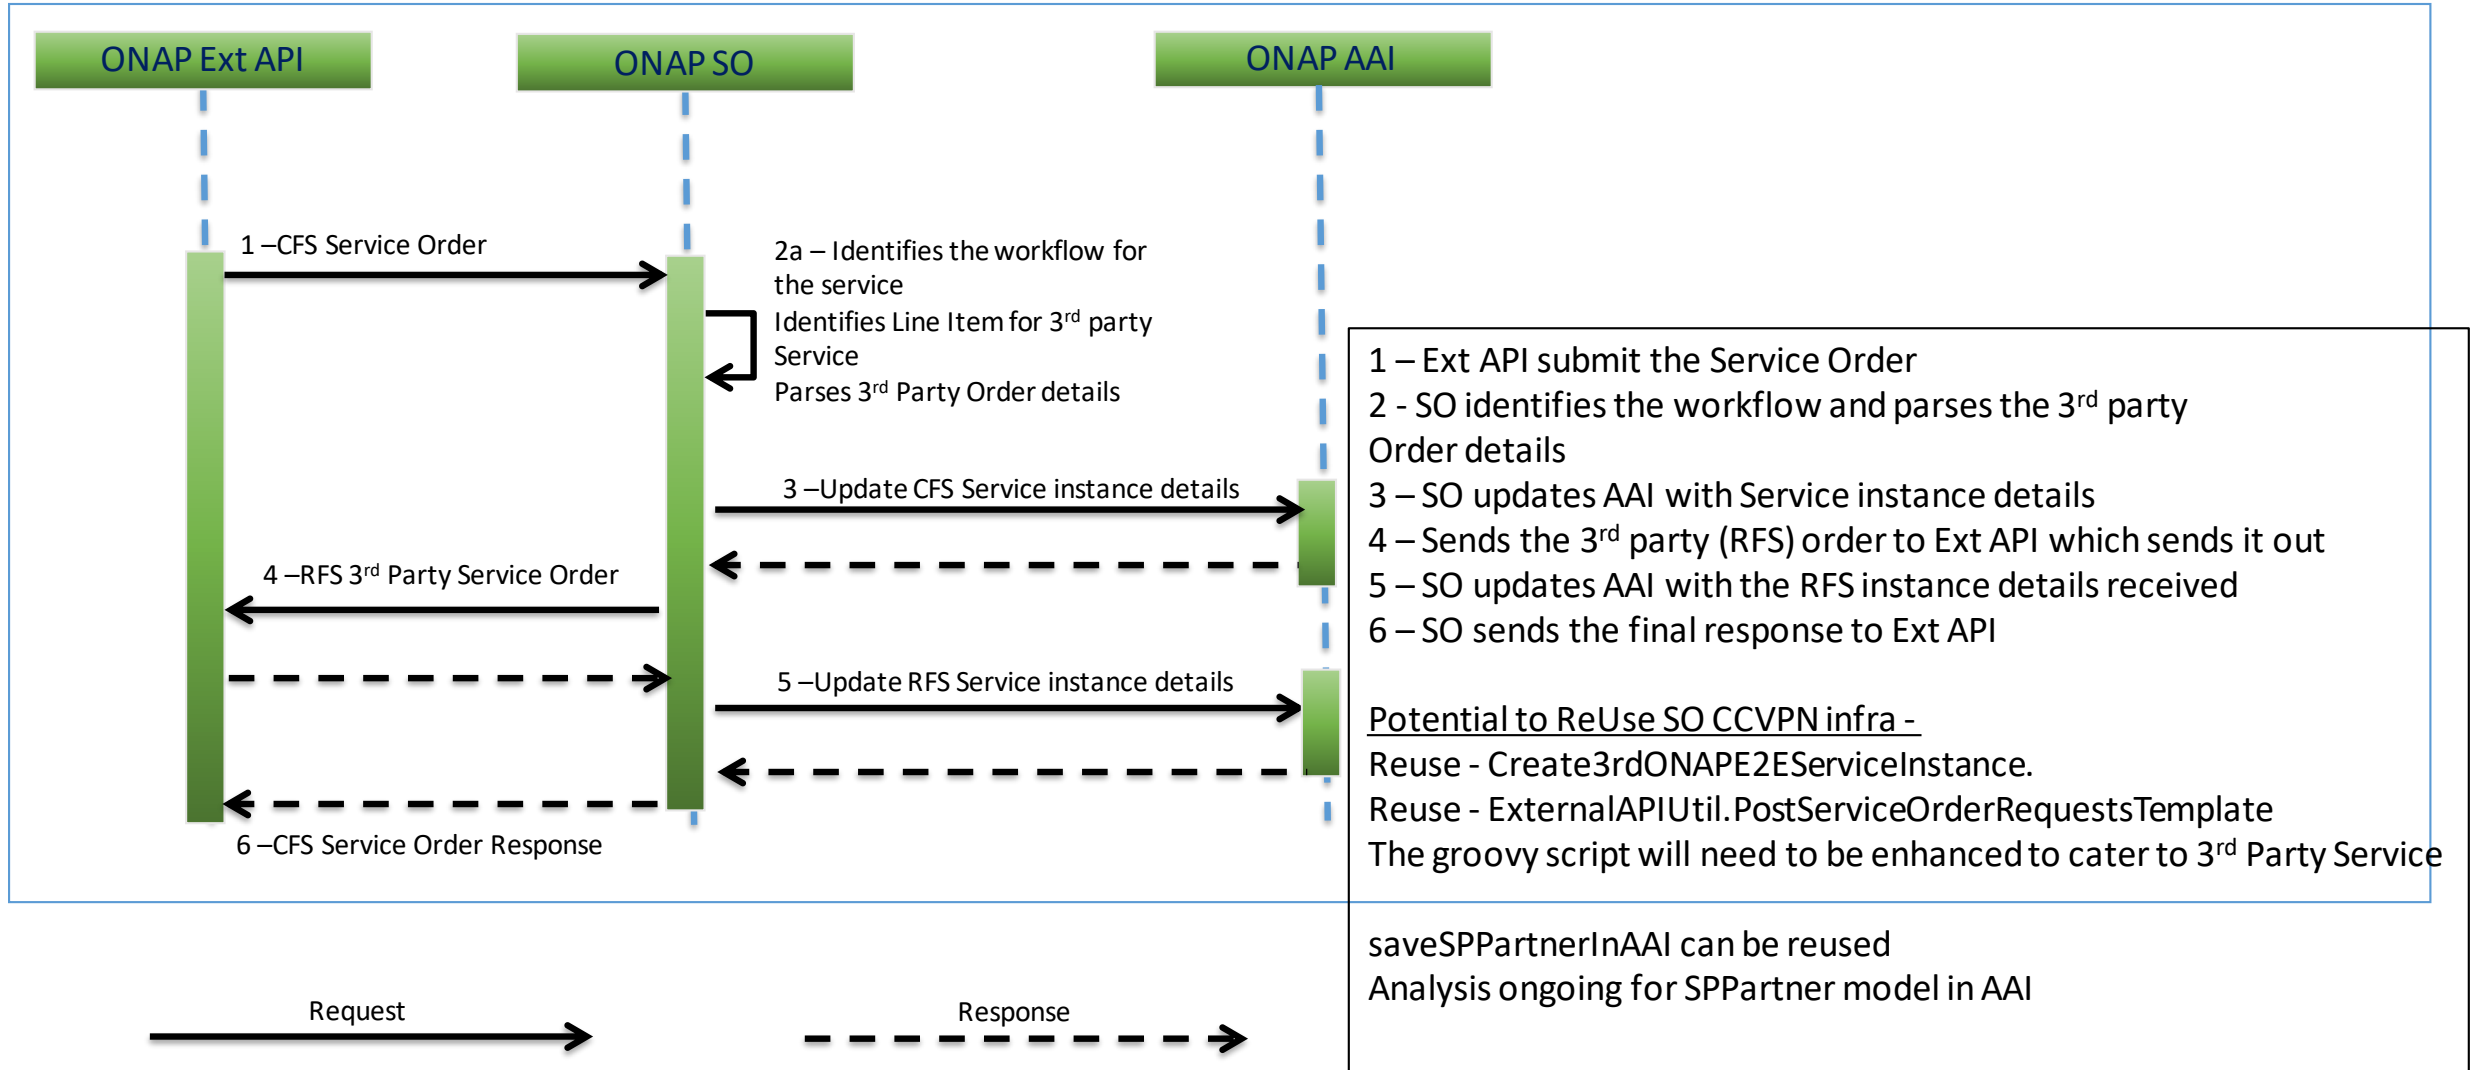 ONAP Ext API
ONAP SO
ONAP AAI
1 –CFS Service Order
2a – Identifies the workflow for
the service
Identifies Line Item for 3rd party
Service
Parses 3rd Party Order details
3 –Update CFS Service instance details
4 –RFS 3rd Party Service Order
5 –Update RFS Service instance details
6 –CFS Service Order Response
1 – Ext API submit the Service Order
2 - SO identifies the workflow and parses the 3rd party
Order details
3 – SO updates AAI with Service instance details
4 – Sends the 3rd party (RFS) order to Ext API which sends it out
5 – SO updates AAI with the RFS instance details received
6 – SO sends the final response to Ext API
Potential to ReUse SO CCVPN infra -
Reuse - Create3rdONAPE2EServiceInstance.
Reuse - ExternalAPIUtil.PostServiceOrderRequestsTemplate
The groovy script will need to be enhanced to cater to 3rd Party Service
saveSPPartnerInAAI can be reused
Analysis ongoing for SPPartner model in AAI
Request
Response